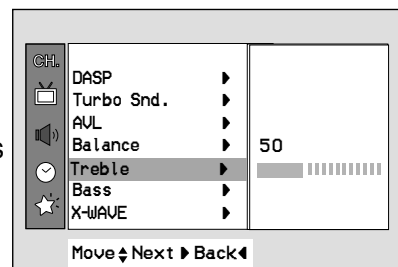 CH.
DASP
Turbo Snd.
AVL
Balance
50
Treble
Bass
X-WAVE
Move Next Back
s